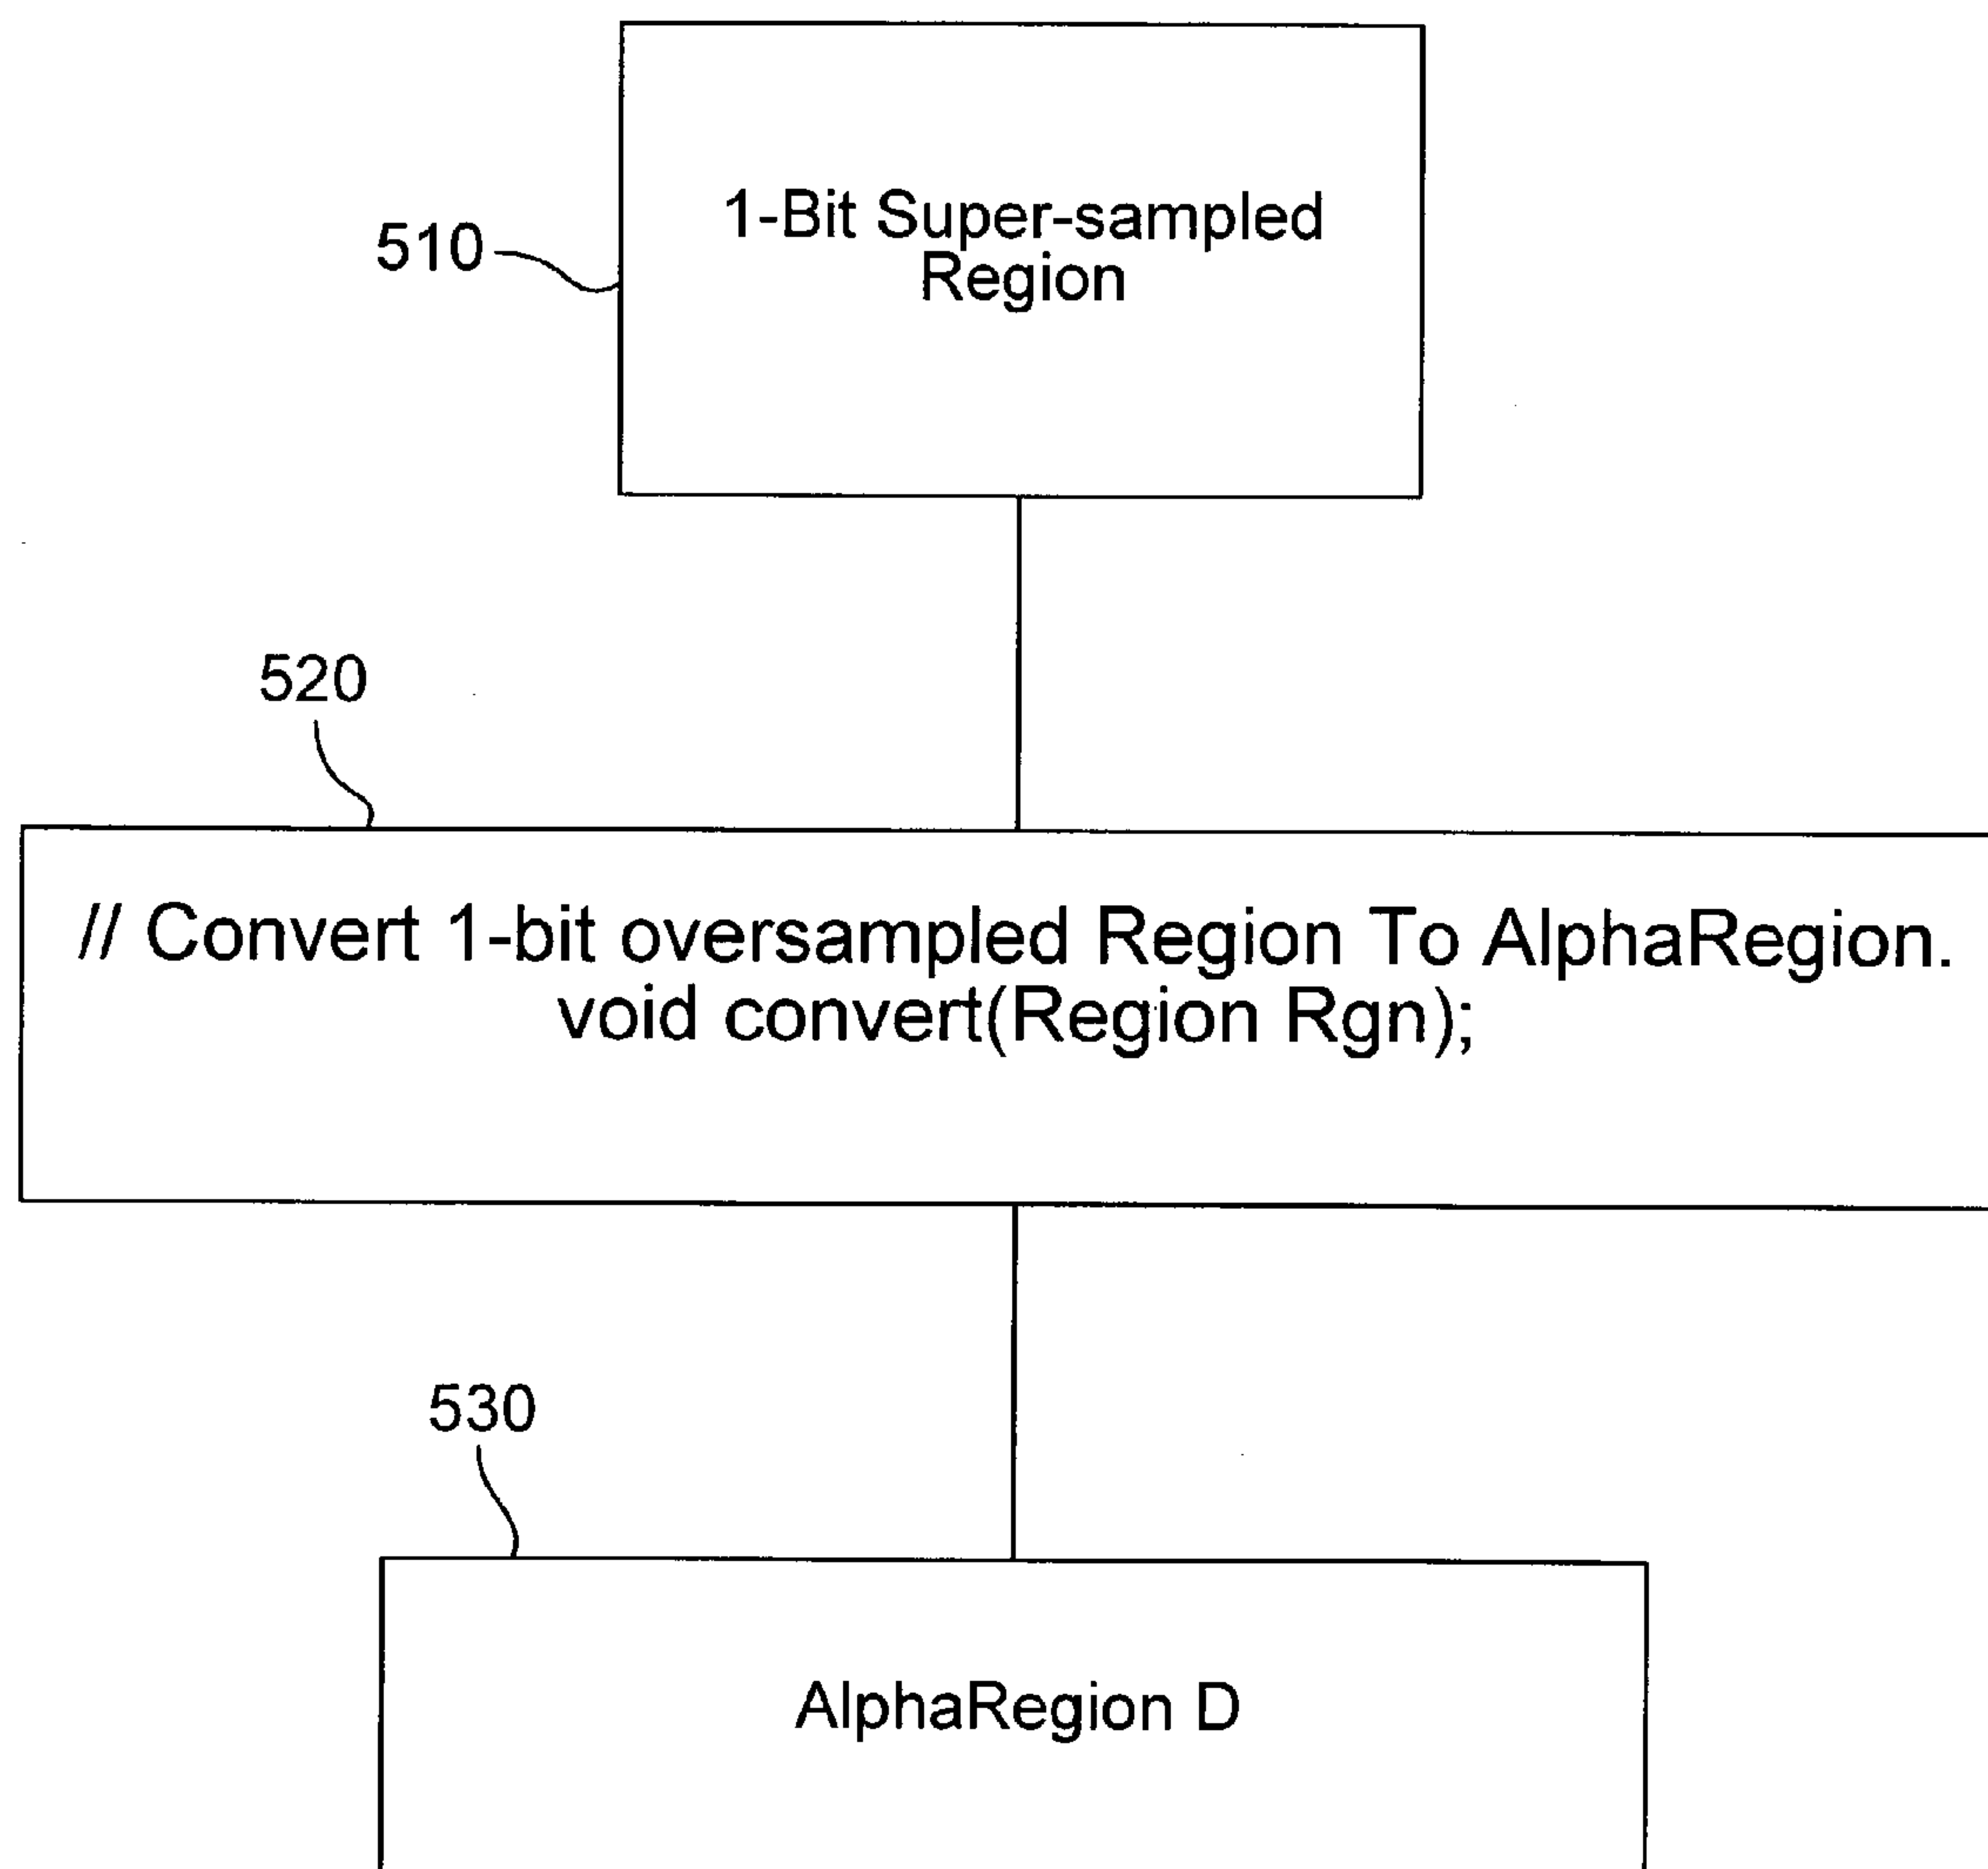 1-Bit Super-sampled
Region
510
520
// Convert 1-bit oversampled Region To AlphaRegion.
void convert(Region Rgn);
530
AlphaRegion D